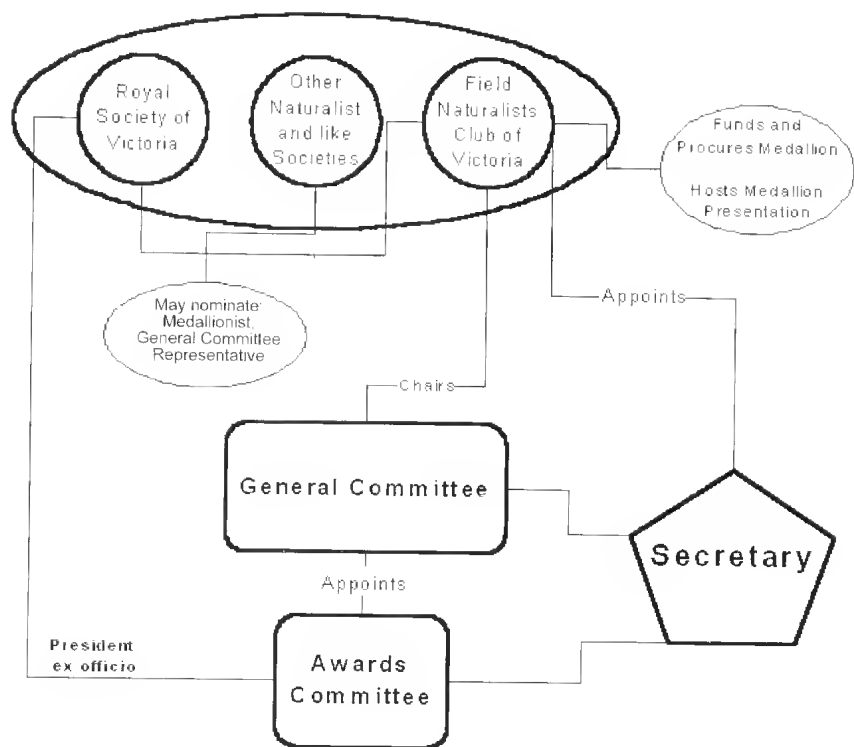 Royal
Society of
Victoria
Other
Naturalist
and like
Societies
Field
Naturalists
Club of
Victoria
Funds and
Procures Medallion
Hosts Medallion
Presentation
May nominate:
Medallionist,
General Committee
Representative
Appoints
Chairs
General Committee
Secretary
Appoints
President
ex officio
Awards
Committee